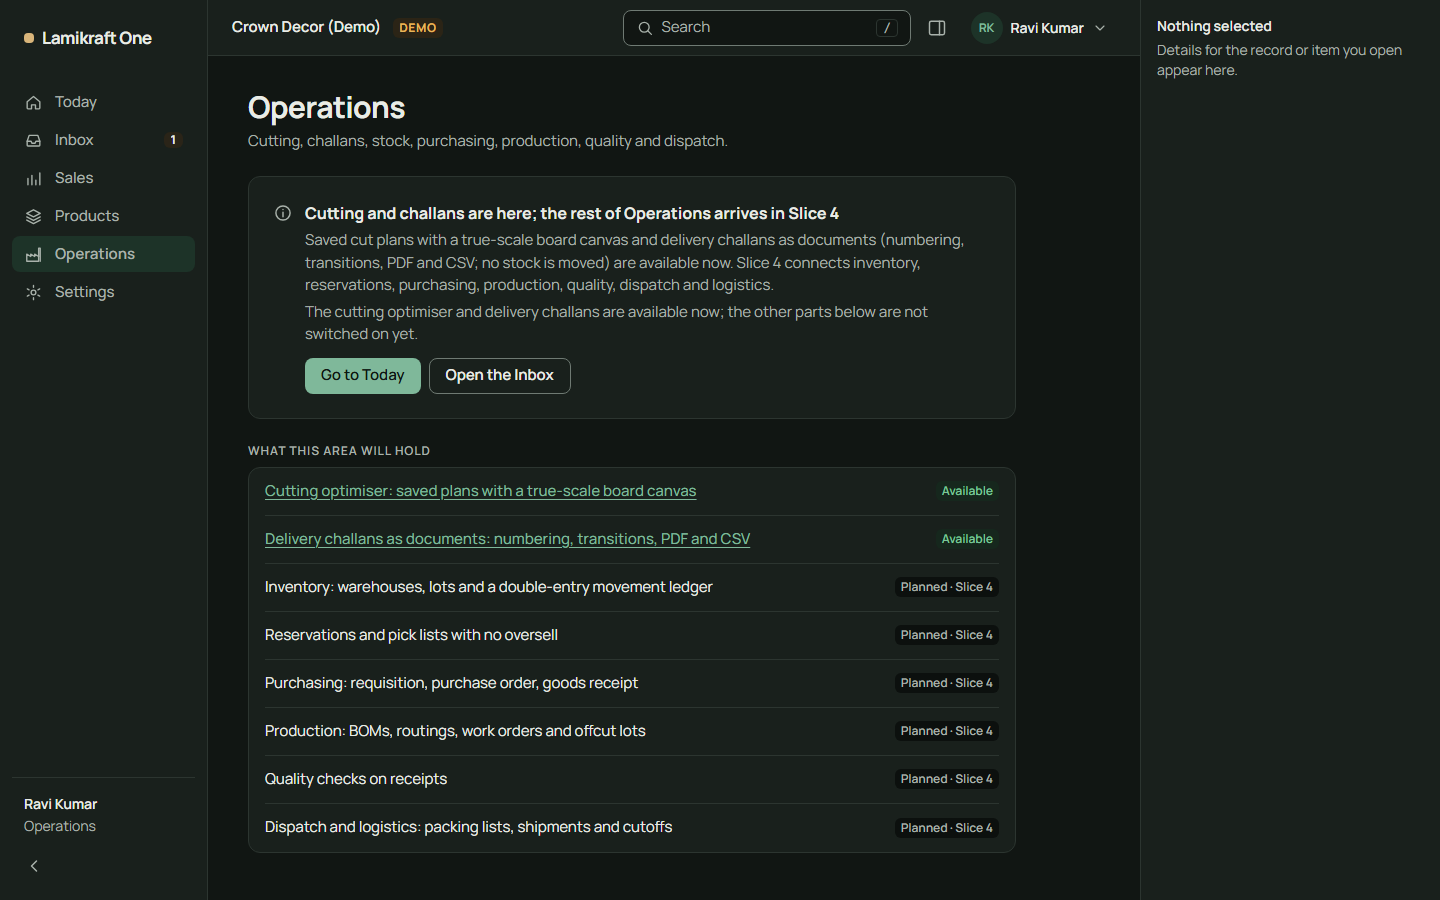 Lamikraft One
Today
Inbox
1
Sales
Products
Operations
Settings
Ravi Kumar
Operations
Crown Decor (Demo)
DEMO
Search
/
RK
Ravi Kumar
Operations
Cutting, challans, stock, purchasing, production, quality and dispatch.
Cutting and challans are here; the rest of Operations arrives in Slice 4
Saved cut plans with a true-scale board canvas and delivery challans as documents (numbering,
transitions, PDF and CSV; no stock is moved) are available now. Slice 4 connects inventory,
reservations, purchasing, production, quality, dispatch and logistics.
The cutting optimiser and delivery challans are available now; the other parts below are not
switched on yet.
Go to Today
Open the Inbox
WHAT THIS AREA WILL HOLD
Cutting optimiser: saved plans with a true-scale board canvas
Available
Delivery challans as documents: numbering, transitions, PDF and CSV
Available
Inventory: warehouses, lots and a double-entry movement ledger
Planned · Slice 4
Reservations and pick lists with no oversell
Planned · Slice 4
Purchasing: requisition, purchase order, goods receipt
Planned · Slice 4
Production: BOMs, routings, work orders and offcut lots
Planned · Slice 4
Quality checks on receipts
Planned · Slice 4
Dispatch and logistics: packing lists, shipments and cutoffs
Planned · Slice 4
Nothing selected
Details for the record or item you open
appear here.